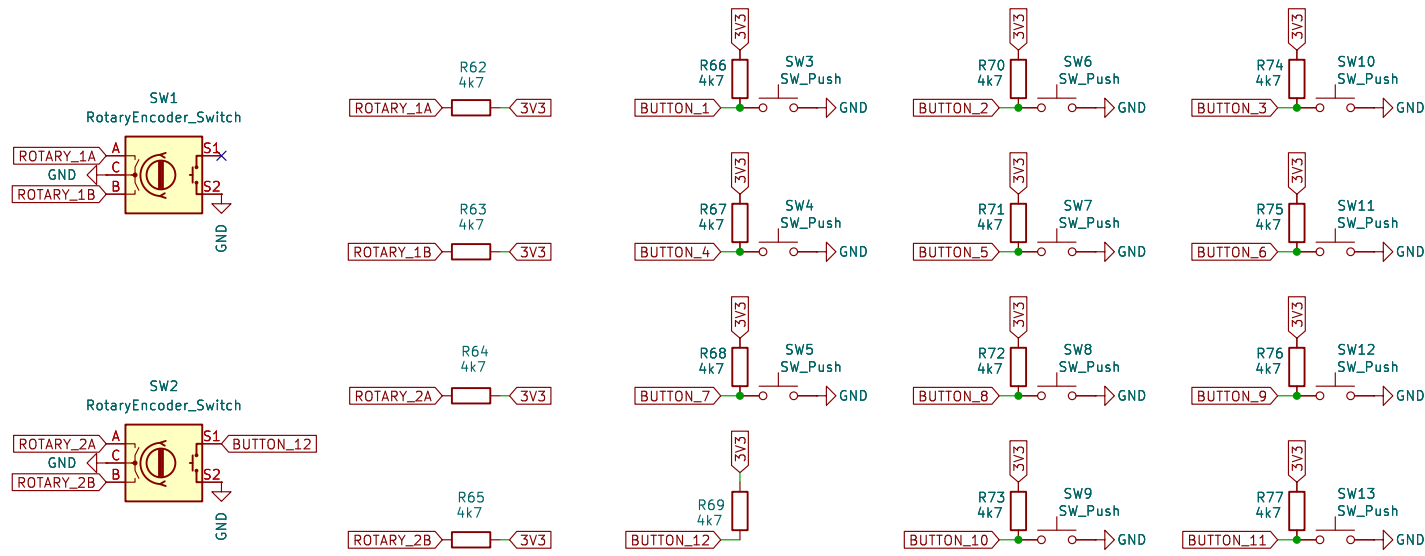 SW1
RotaryEncoder_Switch
ROTARY_1A
A
S1
GND
C
ROTARY_1B
B
S2
GND
SW2
RotaryEncoder_Switch
ROTARY_2A
A
S1
BUTTON_12
GND
C
ROTARY_2B
B
S2
GND
R62
4k7
ROTARY_1A
3V3
R63
4k7
ROTARY_1B
3V3
R64
4k7
ROTARY_2A
3V3
R65
4k7
ROTARY_2B
3V3
3V3
R66
4k7
SW3
SW_Push
BUTTON_1
GND
3V3
R67
4k7
SW4
SW_Push
BUTTON_4
GND
3V3
R68
4k7
SW5
SW_Push
BUTTON_7
GND
3V3
R69
4k7
BUTTON_12
3V3
R70
4k7
SW6
SW_Push
BUTTON_2
GND
3V3
R71
4k7
SW7
SW_Push
BUTTON_5
GND
3V3
R72
4k7
SW8
SW_Push
BUTTON_8
GND
3V3
R73
4k7
SW9
SW_Push
BUTTON_10
GND
3V3
R74
4k7
SW10
SW_Push
BUTTON_3
GND
3V3
R75
4k7
SW11
SW_Push
BUTTON_6
GND
3V3
R76
4k7
SW12
SW_Push
BUTTON_9
GND
3V3
R77
4k7
SW13
SW_Push
BUTTON_11
GND